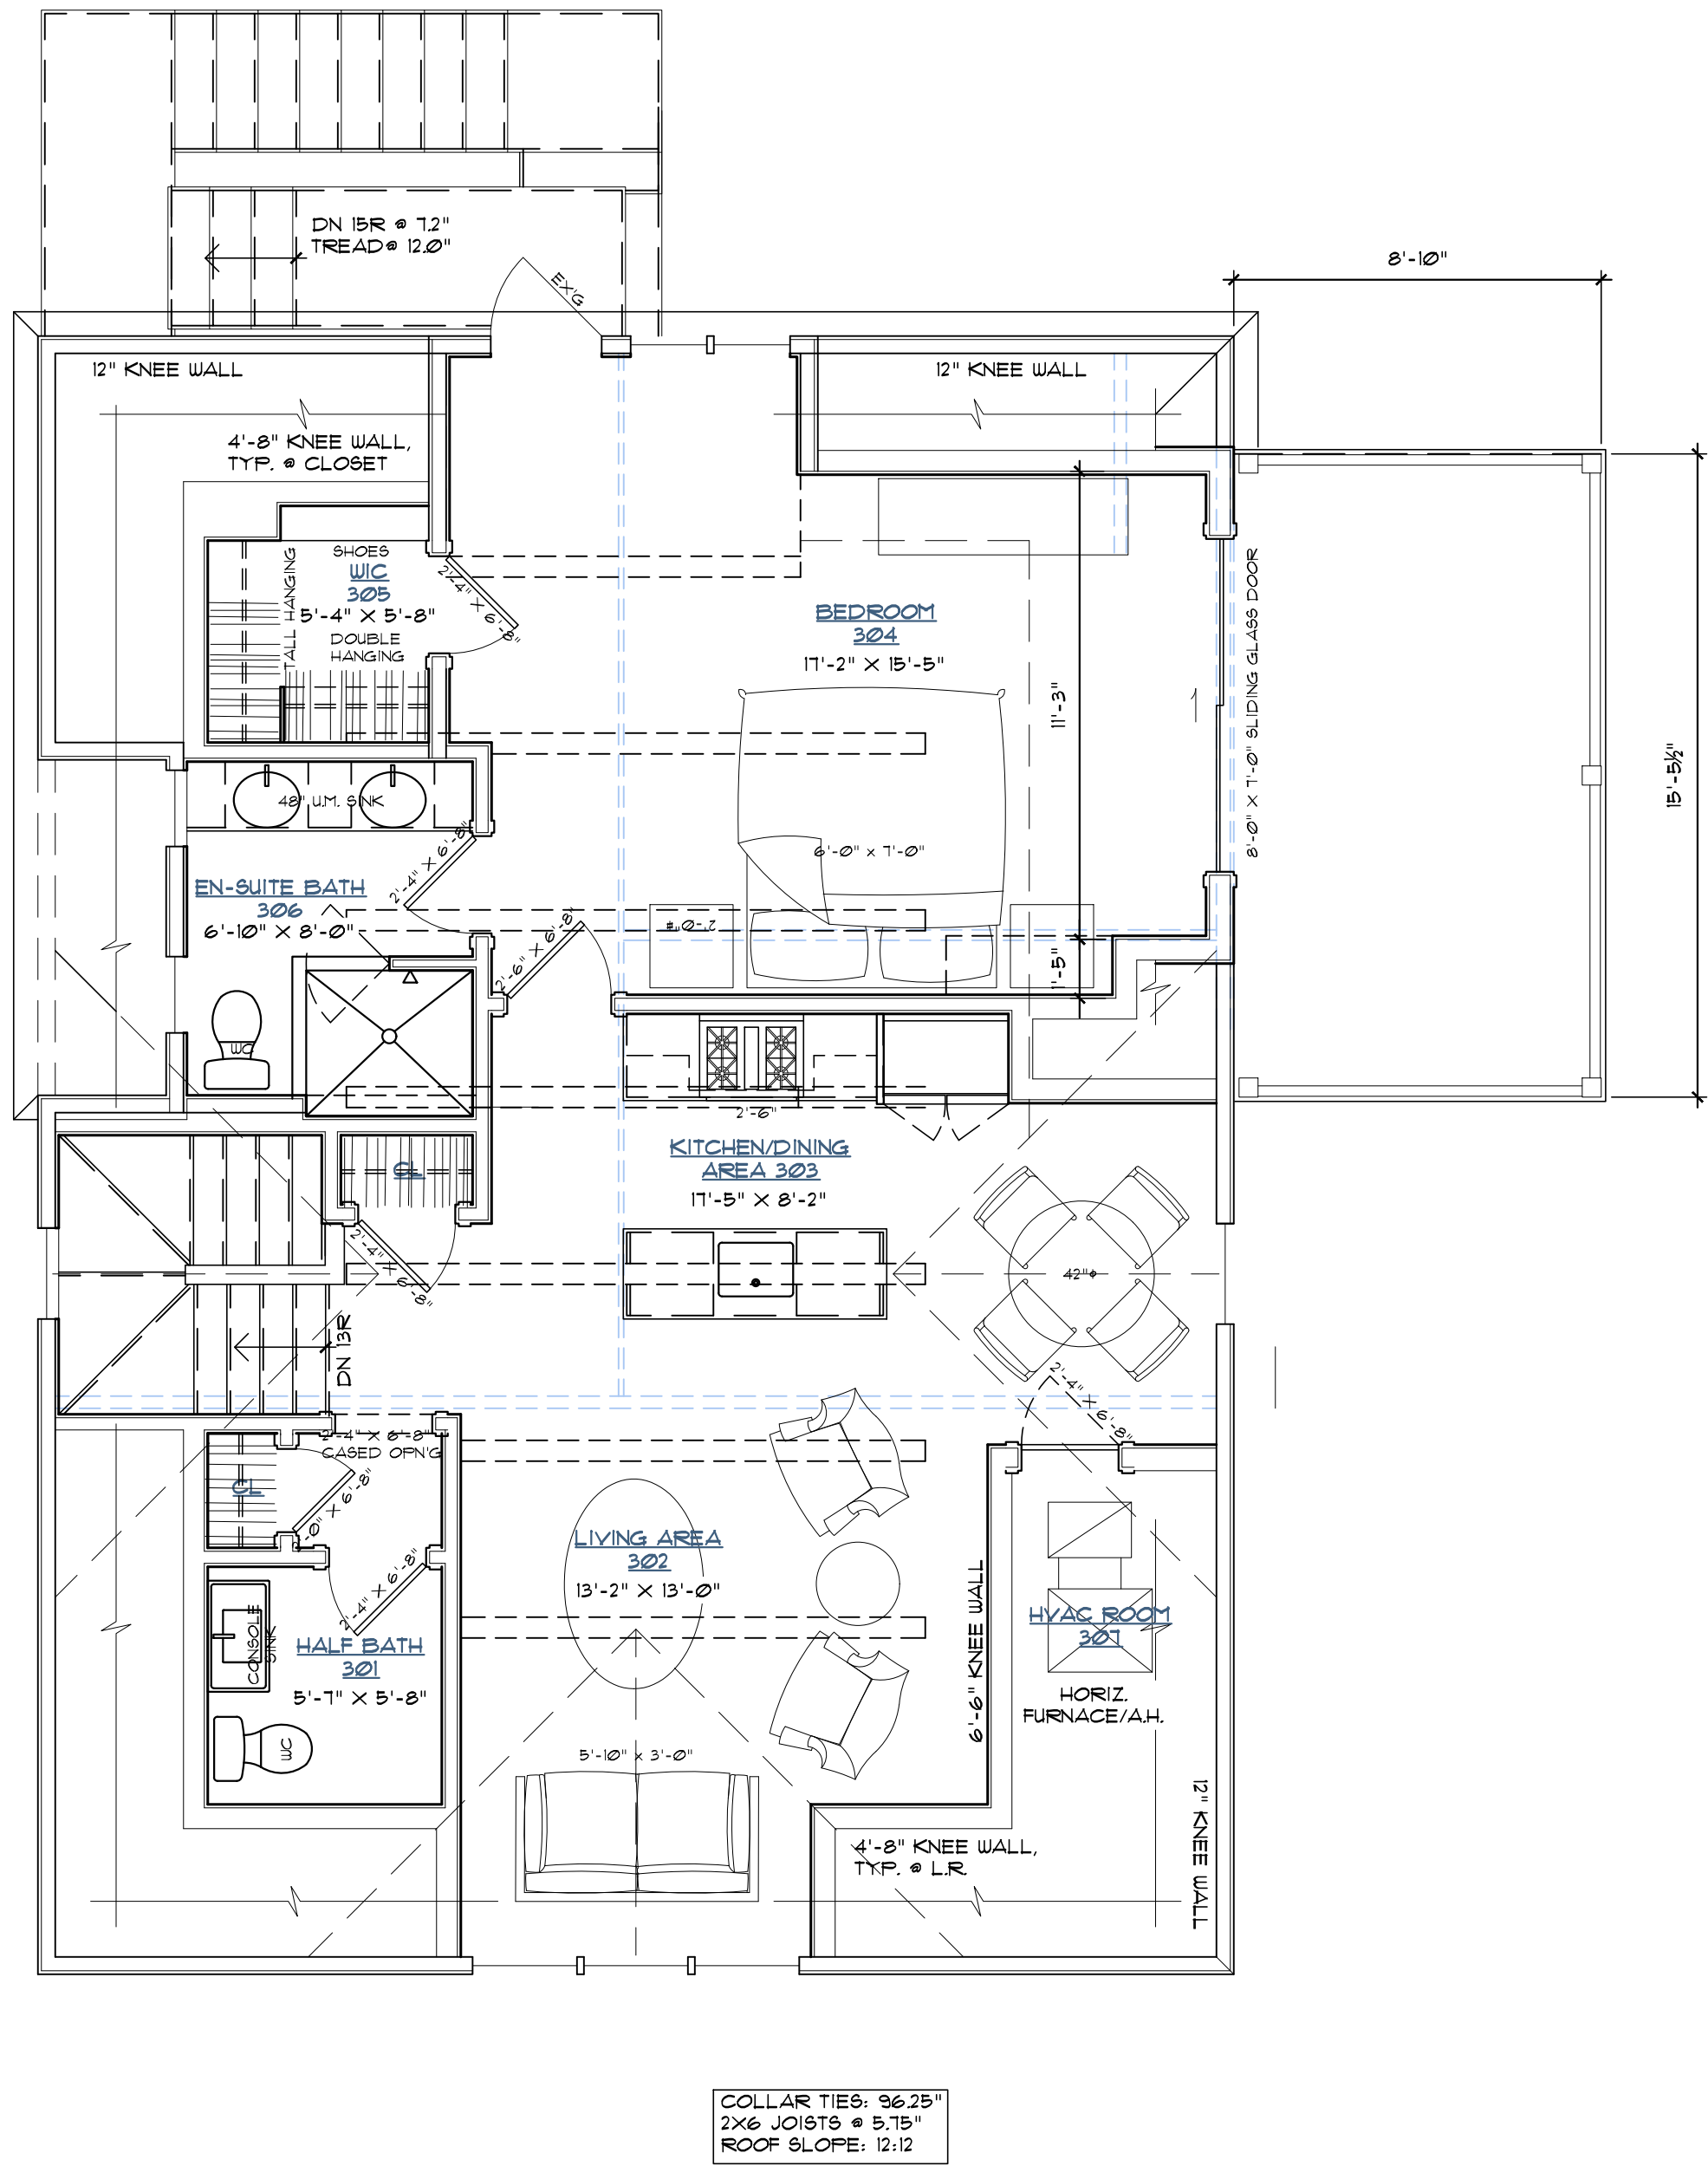 DN 15R @ 7.2"
TREAD@ 12.0"
EX'G
8'-10"
12" KNEE WALL
12" KNEE WALL
4'-8" KNEE WALL,
TYP. @ CLOSET
SHOES
WIC
305
5'-4" X 5'-8"
TALL HANGING
DOUBLE
HANGING
2'-4" X 6'-8"
BEDROOM
304
17'-2" X 15'-5"
11'-3"
8'-0" X 7'-0" SLIDING GLASS DOOR
15'-5½"
48" U.M. SINK
2'-4" X 6'-8"
6'-0" x 7'-0"
EN-SUITE BATH
306
6'-10" X 8'-0"
2'-6" X 6'-8"
2'-0"
1'-5"
WC
2'-6"
KITCHEN/DINING
AREA 303
17'-5" X 8'-2"
CL
2'-4" X 6'-8"
42"ϕ
DN 13R
2'-4" X 6'-8"
2'-4" X 6'-8"
CASED OPN'G
CL
2'-0" X 6'-8"
LIVING AREA
302
13'-2" X 13'-0"
2'-4" X 6'-8"
6'-6" KNEE WALL
HVAC ROOM
307
CONSOLE
SINK
HALF BATH
301
5'-7" X 5'-8"
HORIZ.
FURNACE/A.H.
WC
5'-10" x 3'-0"
12" KNEE WALL
4'-8" KNEE WALL,
TYP. @ L.R.
COLLAR TIES: 96.25"
2X6 JOISTS @ 5.75"
ROOF SLOPE: 12:12